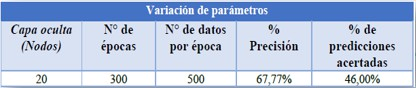 Variación de parámetros
Capa oculta (Nodos) N° de épocas N° de datos por época % Precisión % de predicciones acertadas
20 300 500 67,77% 46,00%